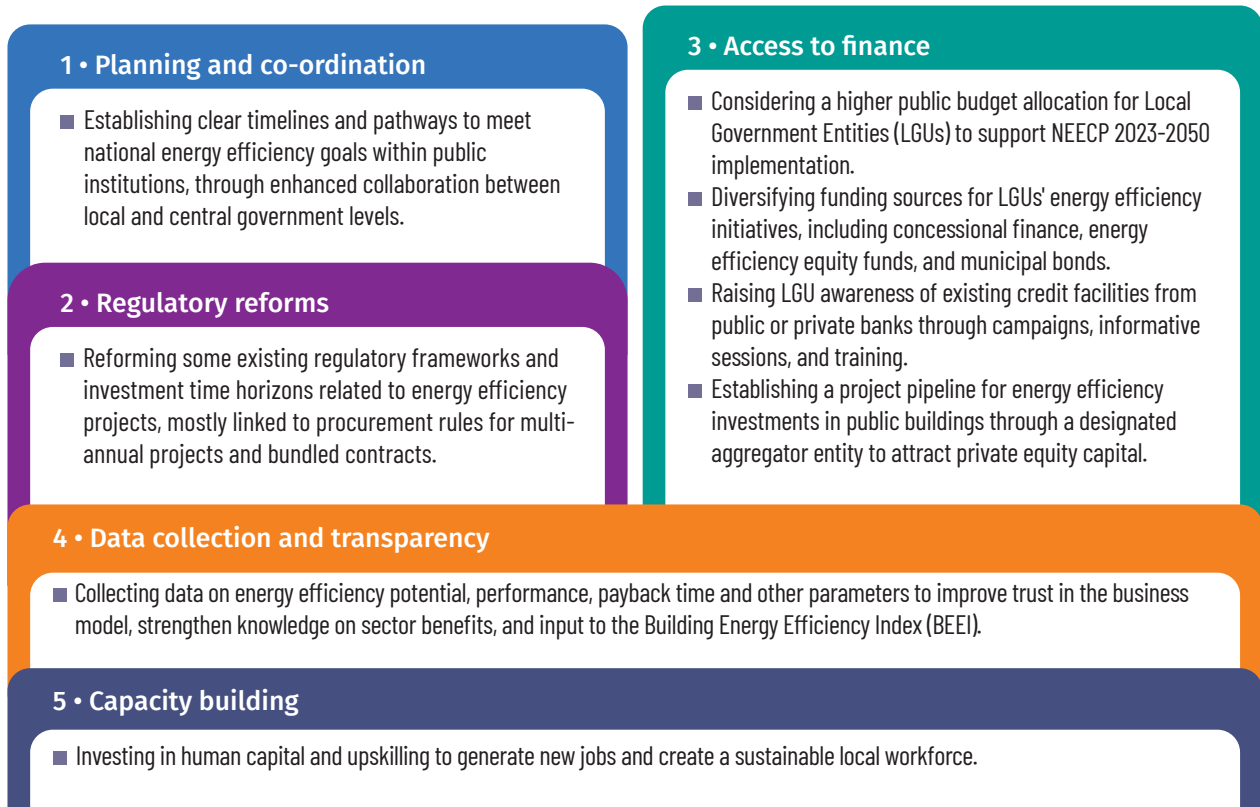 1 • Planning and co-ordination
■ Establishing clear timelines and pathways to meet
national energy efficiency goals within public
institutions, through enhanced collaboration between
local and central government levels.
2 • Regulatory reforms
■ Reforming some existing regulatory frameworks and
investment time horizons related to energy efficiency
projects, mostly linked to procurement rules for multi-
annual projects and bundled contracts.
3 • Access to finance
■ Considering a higher public budget allocation for Local
Government Entities (LGUs) to support NEECP 2023-2050
implementation.
■ Diversifying funding sources for LGUs' energy efficiency
initiatives, including concessional finance, energy
efficiency equity funds, and municipal bonds.
■ Raising LGU awareness of existing credit facilities from
public or private banks through campaigns, informative
sessions, and training.
■ Establishing a project pipeline for energy efficiency
investments in public buildings through a designated
aggregator entity to attract private equity capital.
4 • Data collection and transparency
■ Collecting data on energy efficiency potential, performance, payback time and other parameters to improve trust in the business
model, strengthen knowledge on sector benefits, and input to the Building Energy Efficiency Index (BEEI).
5 • Capacity building
■ Investing in human capital and upskilling to generate new jobs and create a sustainable local workforce.